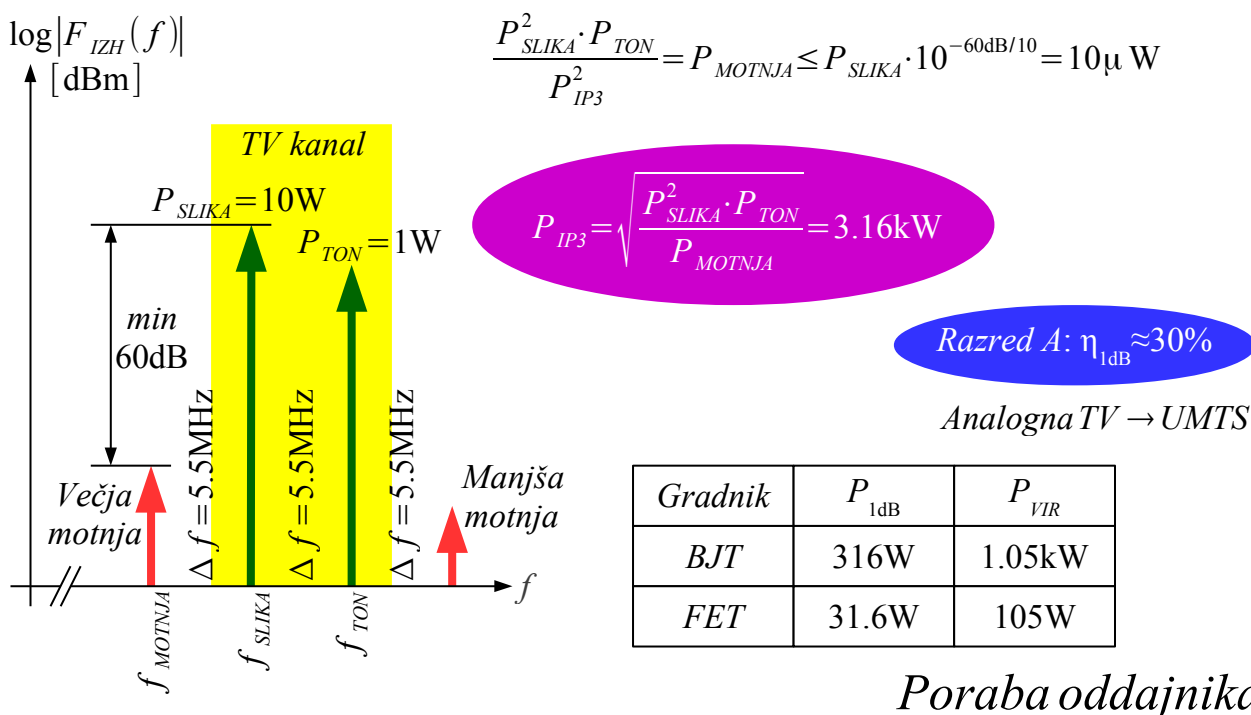 log|F_IZH(f)|
[dBm]
P²_SLIKA·P_TON / P²_IP3 = P_MOTNJA ≤ P_SLIKA·10^(−60dB/10) = 10μ W
TV kanal
P_SLIKA = 10W
P_TON = 1W
P_IP3 = √(P²_SLIKA·P_TON / P_MOTNJA) = 3.16kW
min
60dB
Razred A: η_1dB ≈ 30%
Analogna TV → UMTS
Večja
motnja
Δ f = 5.5MHz
Δ f = 5.5MHz
Δ f = 5.5MHz
Manjša
motnja
f
f_MOTNJA
f_SLIKA
f_TON
Gradnik P_1dB P_VIR
BJT 316W 1.05kW
FET 31.6W 105W
Poraba oddajnika